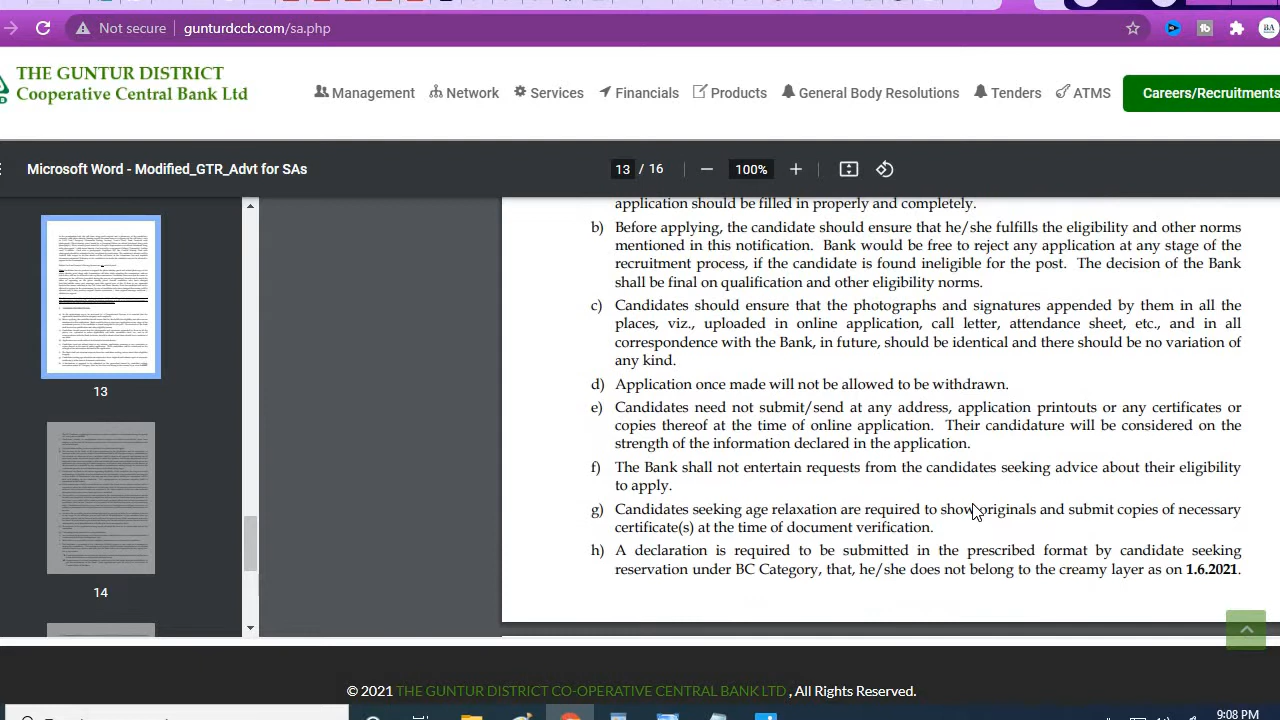 Not secure gunturdccb.com/sa.php
THE GUNTUR DISTRICT
Cooperative Central Bank Ltd
Management Network Services Financials Products General Body Resolutions Tenders ATMS Careers/Recruitments
Microsoft Word - Modified_GTR_Advt for SAs 13 / 16 100%
application should be filled in properly and completely.
b) Before applying, the candidate should ensure that he/she fulfills the eligibility and other norms
mentioned in this notification. Bank would be free to reject any application at any stage of the
recruitment process, if the candidate is found ineligible for the post. The decision of the Bank
shall be final on qualification and other eligibility norms.
c) Candidates should ensure that the photographs and signatures appended by them in all the
places, viz., uploaded in online application, call letter, attendance sheet, etc., and in all
correspondence with the Bank, in future, should be identical and there should be no variation of
any kind.
d) Application once made will not be allowed to be withdrawn.
e) Candidates need not submit/send at any address, application printouts or any certificates or
copies thereof at the time of online application. Their candidature will be considered on the
strength of the information declared in the application.
f) The Bank shall not entertain requests from the candidates seeking advice about their eligibility
to apply.
g) Candidates seeking age relaxation are required to show originals and submit copies of necessary
certificate(s) at the time of document verification.
h) A declaration is required to be submitted in the prescribed format by candidate seeking
reservation under BC Category, that, he/she does not belong to the creamy layer as on 1.6.2021.
13
14
© 2021 THE GUNTUR DISTRICT CO-OPERATIVE CENTRAL BANK LTD , All Rights Reserved.
9:08 PM